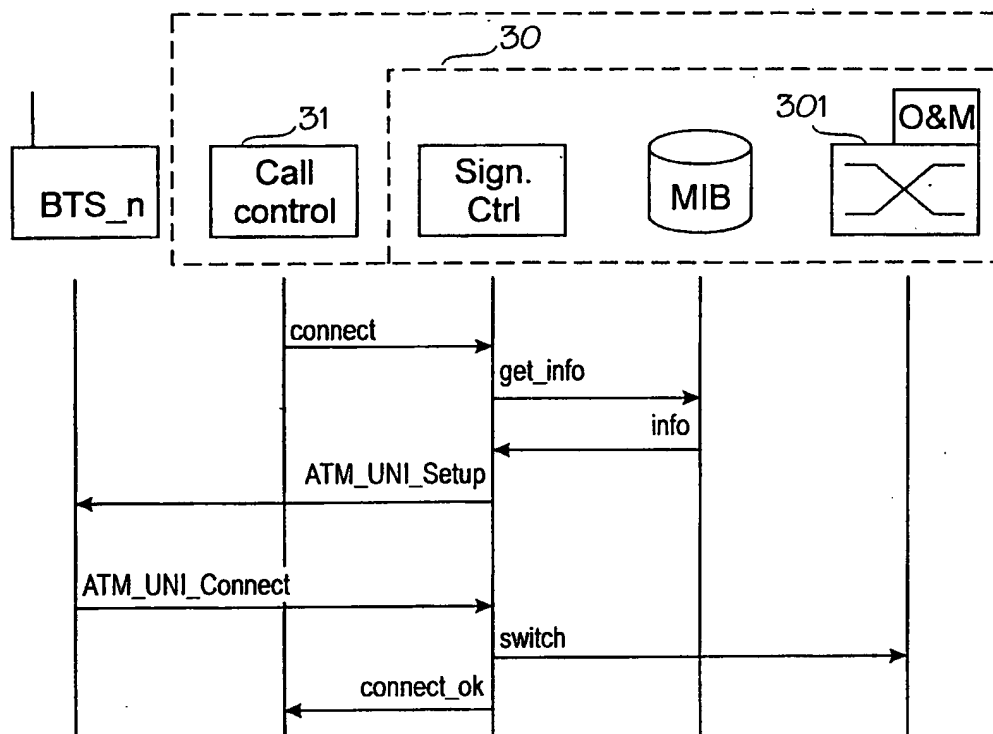 30
31
301
O&M
BTS_n
Call
control
Sign.
Ctrl
MIB
connect
get_info
info
ATM_UNI_Setup
ATM_UNI_Connect
switch
connect_ok